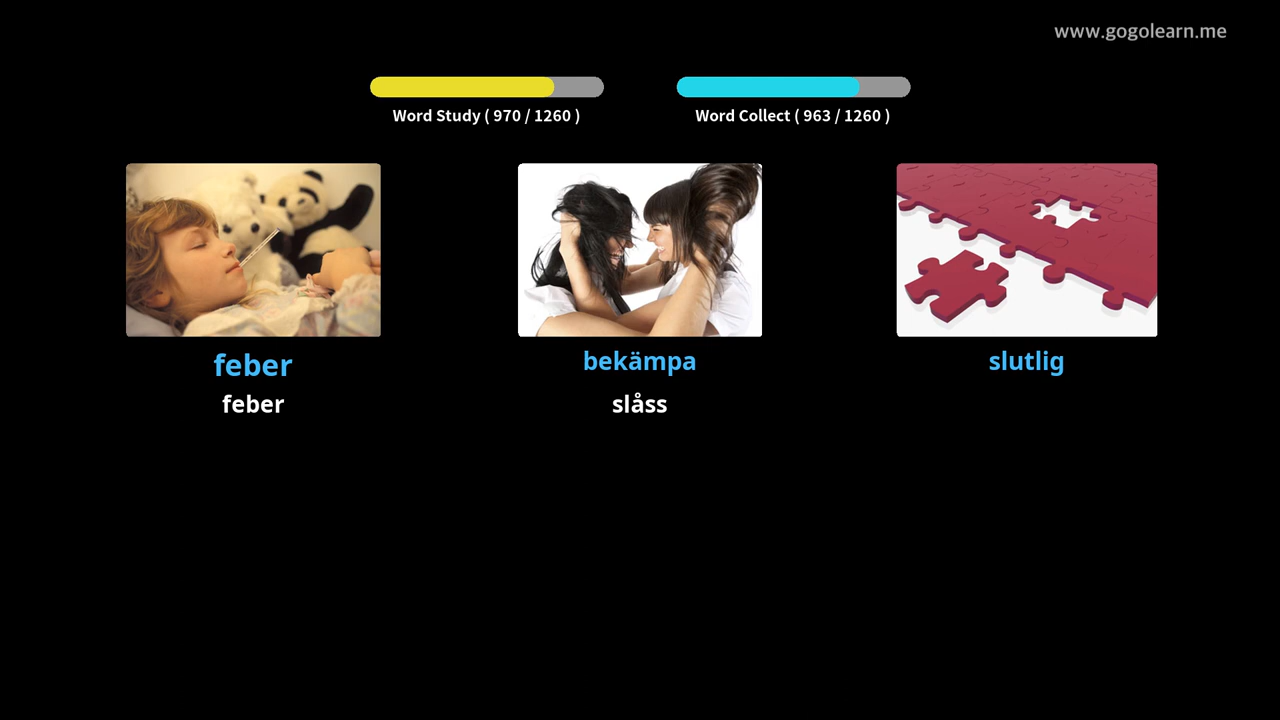 www.gogolearn.me
Word Study ( 970 / 1260 )
Word Collect ( 963 / 1260 )
feber
bekämpa
slutlig
feber
slåss